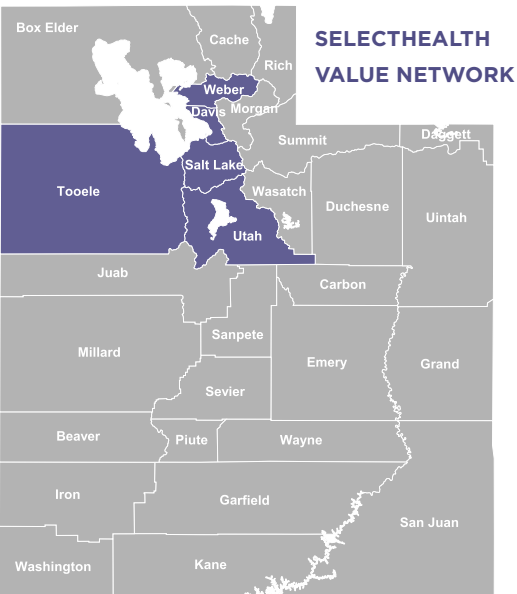 SELECTHEALTH
VALUE NETWORK
Box Elder
Cache
Rich
Weber
Davis
Morgan
Summit
Daggett
Salt Lake
Tooele
Wasatch
Duchesne
Uintah
Utah
Juab
Carbon
Sanpete
Millard
Emery
Grand
Sevier
Beaver
Piute
Wayne
Iron
Garfield
San Juan
Washington
Kane